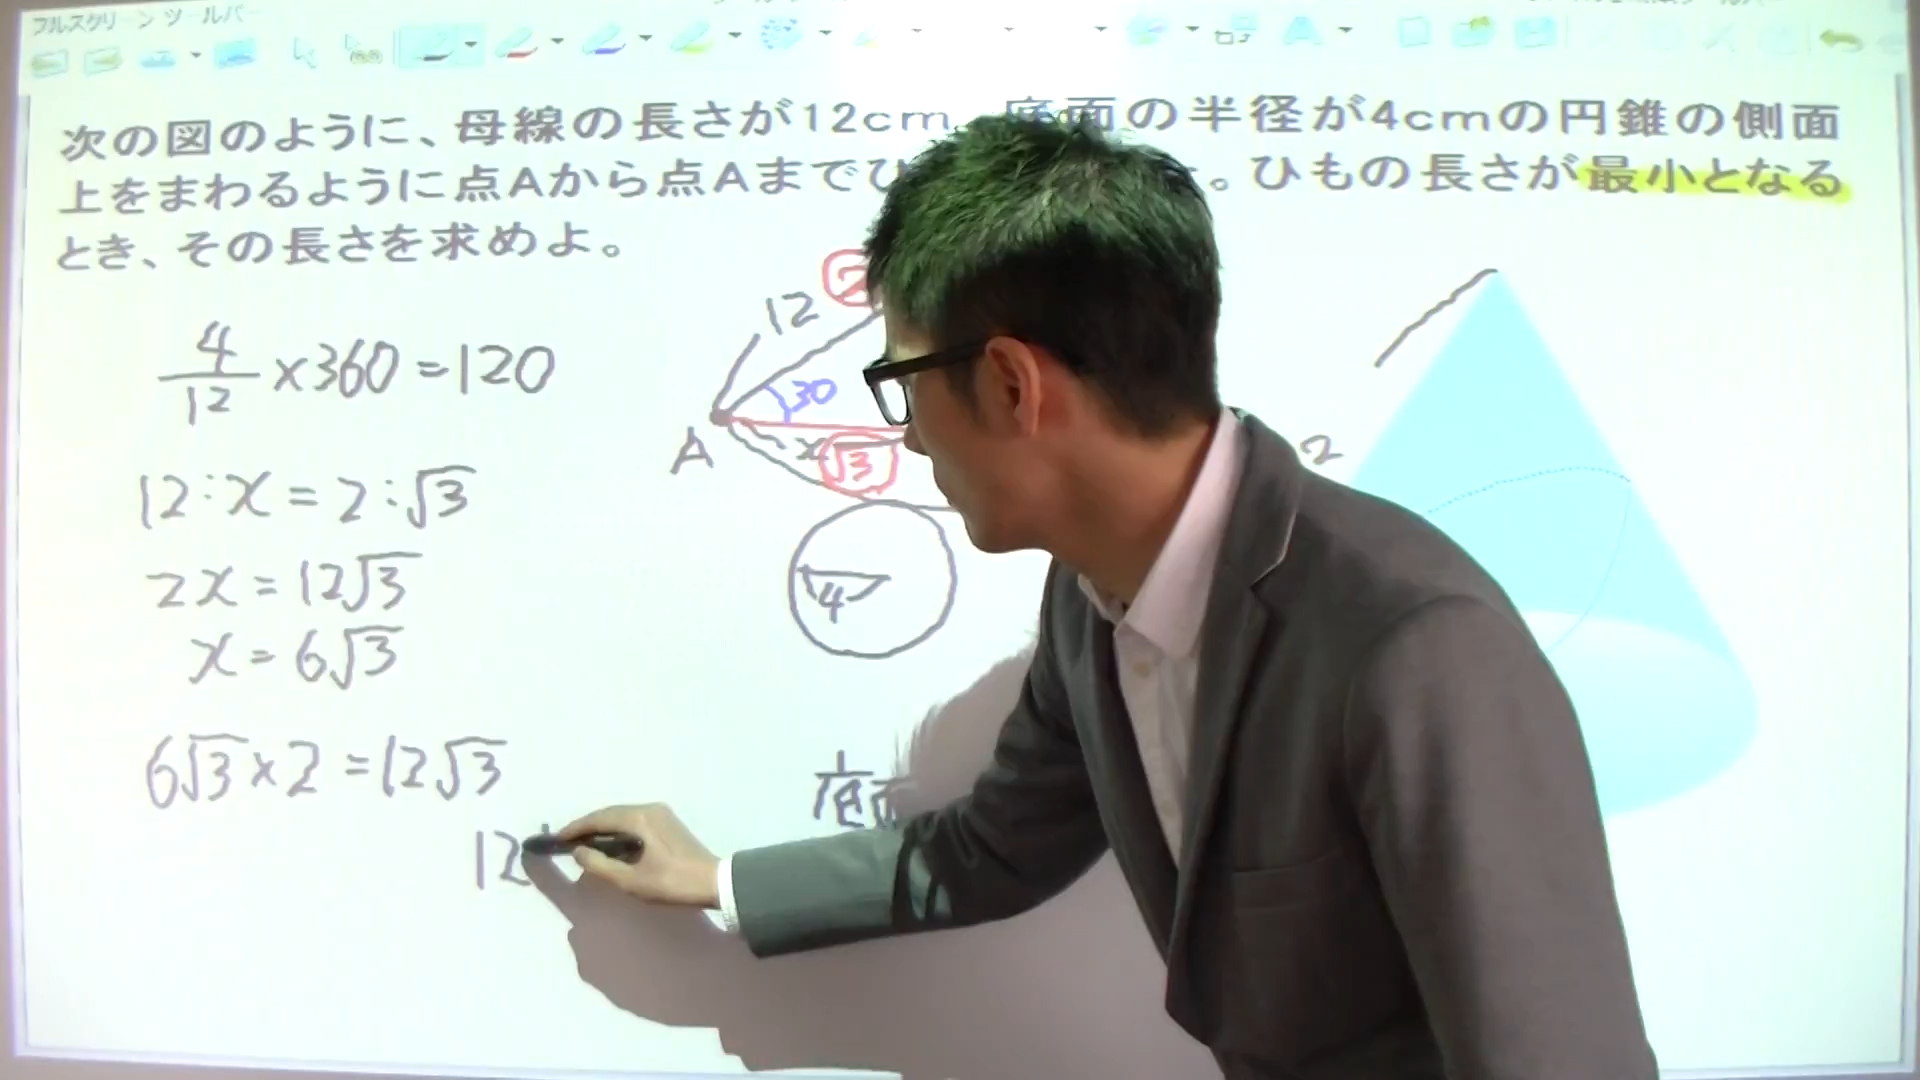 フルスクリーン ツールバー
次の図のように、母線の長さが12cm、底面の半径が4cmの円錐の側面
上をまわるように点Aから点Aまでひ 。ひもの長さが最小となる
とき、その長さを求めよ。
4/12 × 360 = 120
12 : x = 2 : √3
2x = 12√3
x = 6√3
6√3 × 2 = 12√3
12
12
30
A
x
√3
4
底面
2